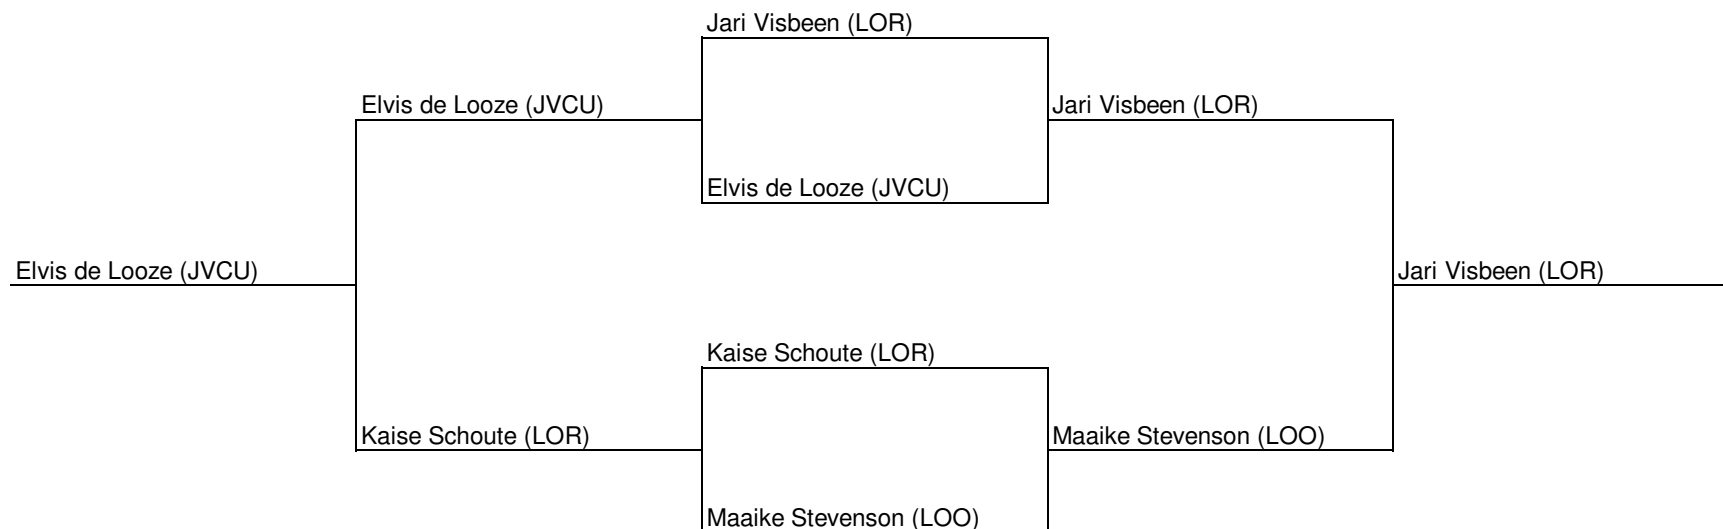 Jari Visbeen (LOR)
Elvis de Looze (JVCU)
Jari Visbeen (LOR)
Elvis de Looze (JVCU)
Elvis de Looze (JVCU)
Jari Visbeen (LOR)
Kaise Schoute (LOR)
Kaise Schoute (LOR)
Maaike Stevenson (LOO)
Maaike Stevenson (LOO)